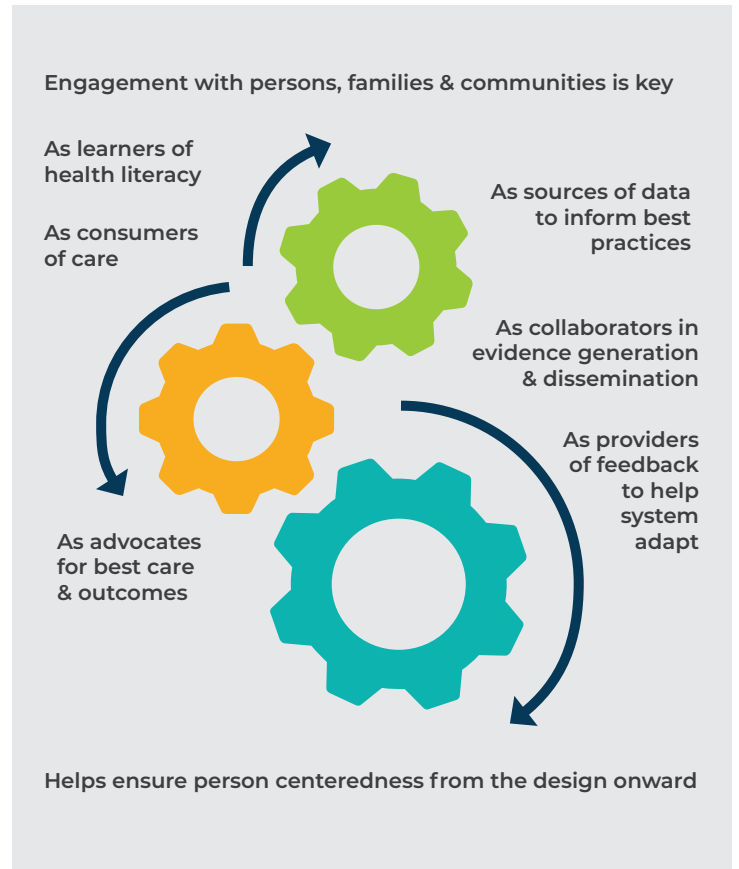 Engagement with persons, families & communities is key
As learners of
health literacy
As consumers
of care
As sources of data
to inform best
practices
As collaborators in
evidence generation
& dissemination
As providers
of feedback
to help
system
adapt
As advocates
for best care
& outcomes
Helps ensure person centeredness from the design onward